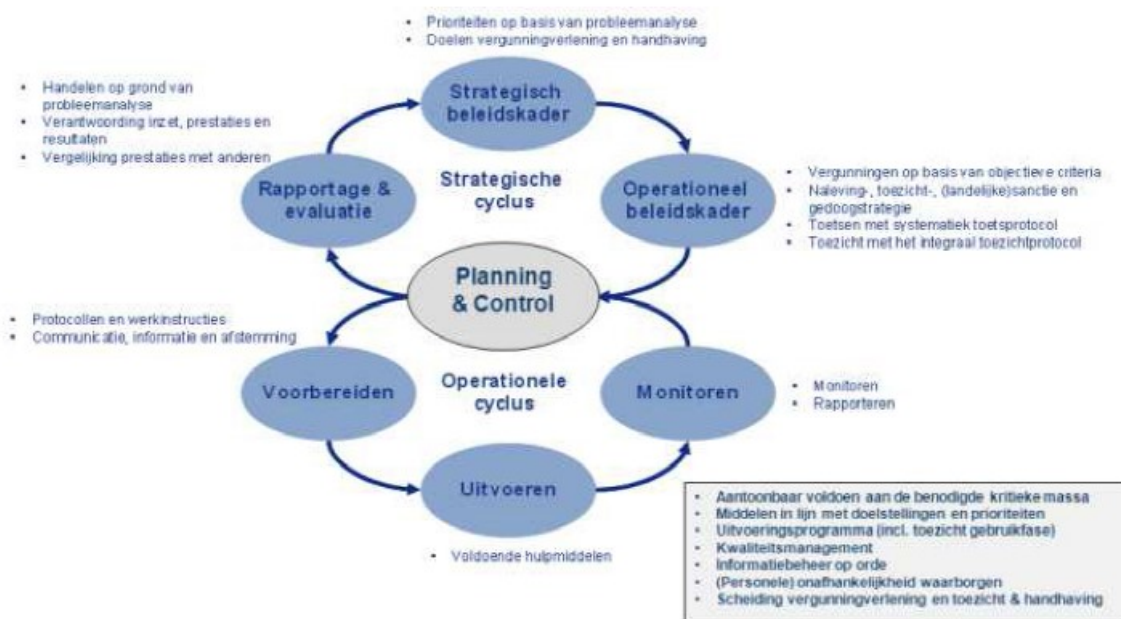 Prioriteiten op basis van probleemanalyse
Doelen vergunningverlening en handhaving
Handelen op grond van
probleemanalyse
Verantwoording inzet, prestaties en
resultaten
Vergelijking prestaties met anderen
Strategisch
beleidskader
Rapportage &
evaluatie
Strategische
cyclus
Operationeel
beleidskader
Vergunningen op basis van objectieve criteria
Naleving-, toezicht-, (landelijke)sanctie en
gedoogstrategie
Toetsen met systematiek toetsprotocol
Toezicht met het integraal toezichtprotocol
Planning
& Control
Protocollen en werkinstructies
Communicatie, informatie en afstemming
Voorbereiden
Operationele
cyclus
Monitoren
Monitoren
Rapporteren
Uitvoeren
Voldoende hulpmiddelen
Aantoonbaar voldoen aan de benodigde kritieke massa
Middelen in lijn met doelstellingen en prioriteiten
Uitvoeringsprogramma (incl. toezicht gebruikfase)
Kwaliteitsmanagement
Informatiebeheer op orde
(Personele) onafhankelijkheid waarborgen
Scheiding vergunningverlening en toezicht & handhaving